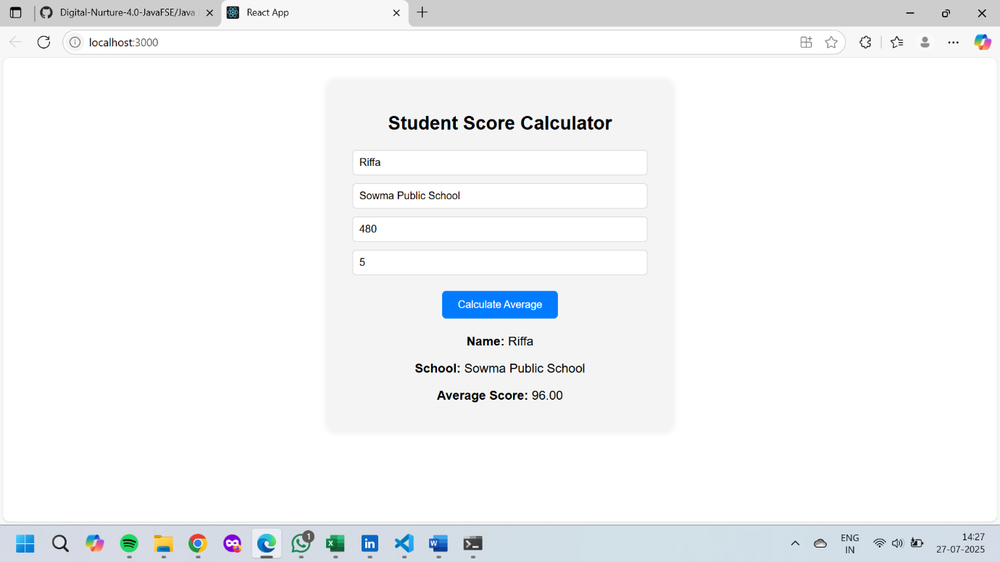 Digital-Nurture-4.0-JavaFSE/Java
React App
localhost:3000
Student Score Calculator
Riffa
Sowma Public School
480
5
Calculate Average
Name: Riffa
School: Sowma Public School
Average Score: 96.00
1
ENG
IN
14:27
27-07-2025